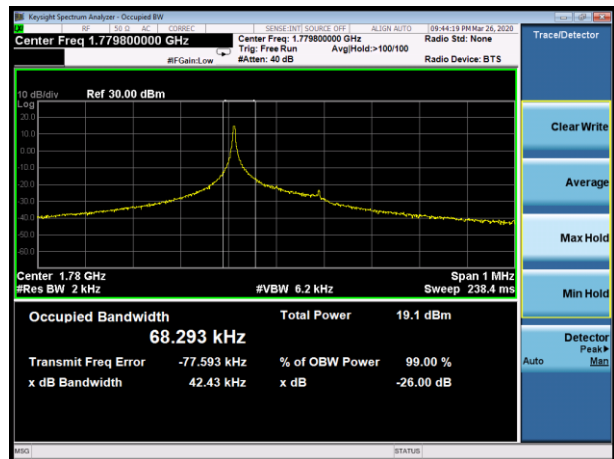 Keysight Spectrum Analyzer - Occupied BW
RF 50 Ω AC CORREC SENSE:INT SOURCE OFF ALIGN AUTO 09:44:19 PM Mar 26, 2020
Center Freq 1.779800000 GHz Center Freq: 1.779800000 GHz Radio Std: None
Trig: Free Run Avg|Hold:>100/100
#IFGain:Low #Atten: 40 dB Radio Device: BTS
Trace/Detector
10 dB/div Ref 30.00 dBm
Log
20.0
10.0
0.00
-10.0
-20.0
-30.0
-40.0
-50.0
-60.0
Center 1.78 GHz Span 1 MHz
#Res BW 2 kHz #VBW 6.2 kHz Sweep 238.4 ms
Occupied Bandwidth Total Power 19.1 dBm
68.293 kHz
Transmit Freq Error -77.593 kHz % of OBW Power 99.00 %
x dB Bandwidth 42.43 kHz x dB -26.00 dB
Clear Write
Average
Max Hold
Min Hold
Detector
Peak▶
Auto Man
MSG STATUS